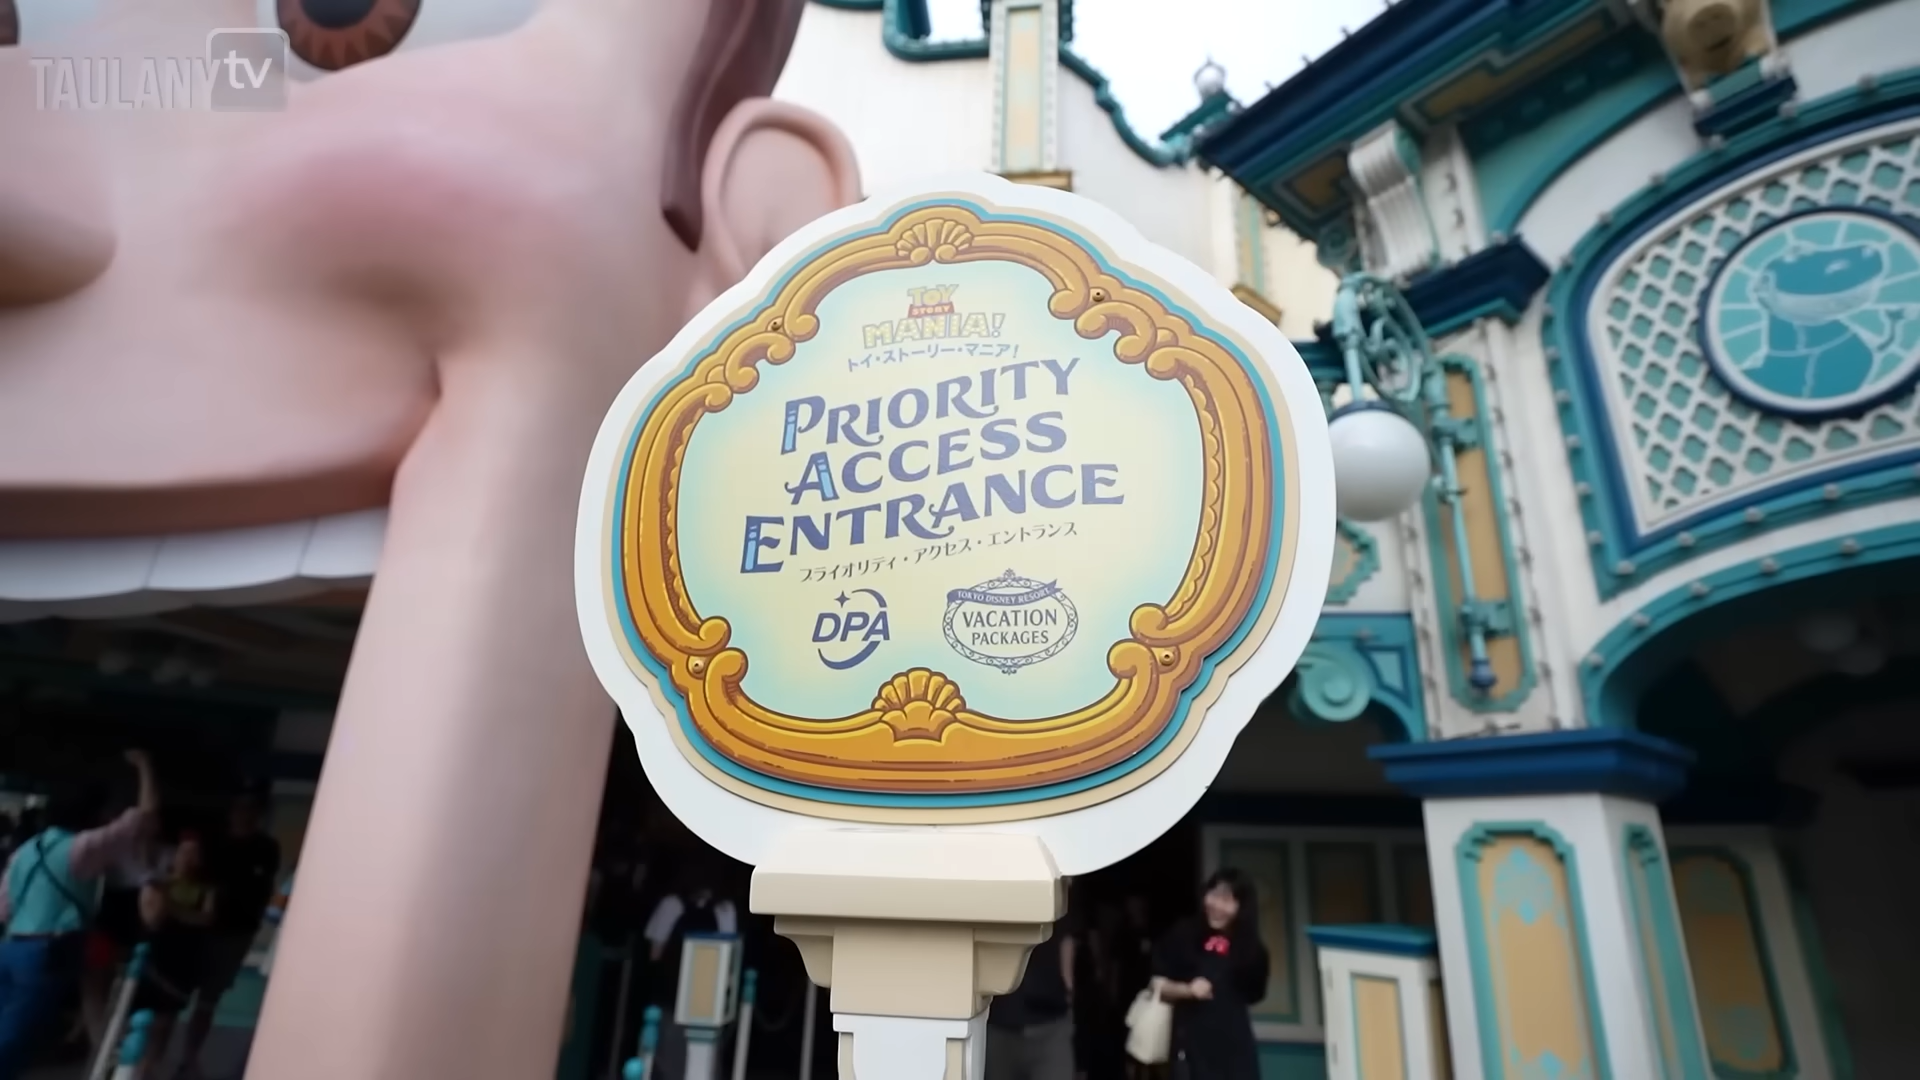 TAULANY tv
TOY
STORY
MANIA!
トイ・ストーリー・マニア!
PRIORITY
ACCESS
ENTRANCE
プライオリティ・アクセス・エントランス
DPA
TOKYO DISNEY RESORT
VACATION
PACKAGES